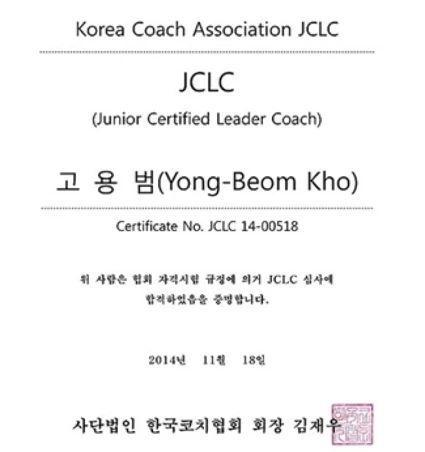 Korea Coach Association JCLC
JCLC
(Junior Certified Leader Coach)
고 용 범(Yong-Beom Kho)
Certificate No. JCLC 14-00518
위 사람은 협회 자격시험 규정에 의거 JCLC 심사에
합격하였음을 증명합니다.
2014년 11월 18일
사단법인 한국코치협회 회장 김재우